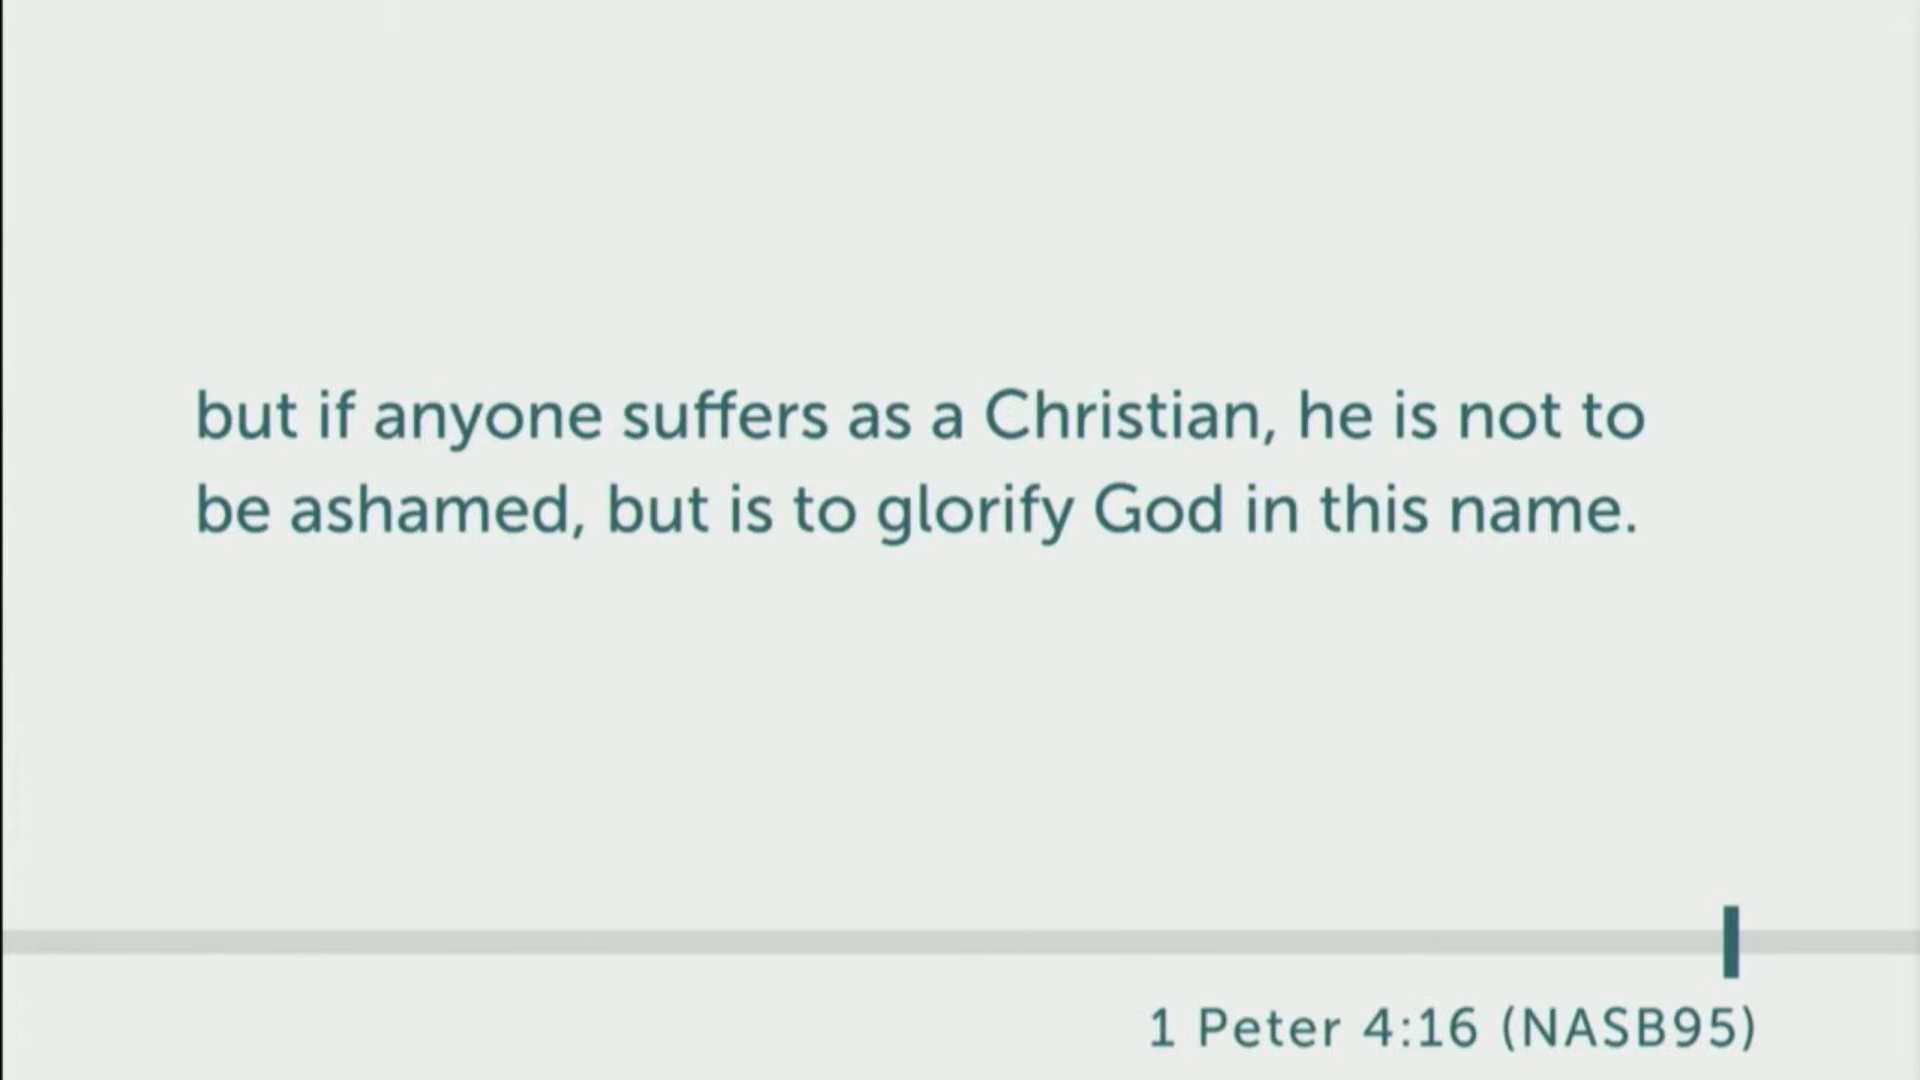 but if anyone suffers as a Christian, he is not to
be ashamed, but is to glorify God in this name.
1 Peter 4:16 (NASB95)